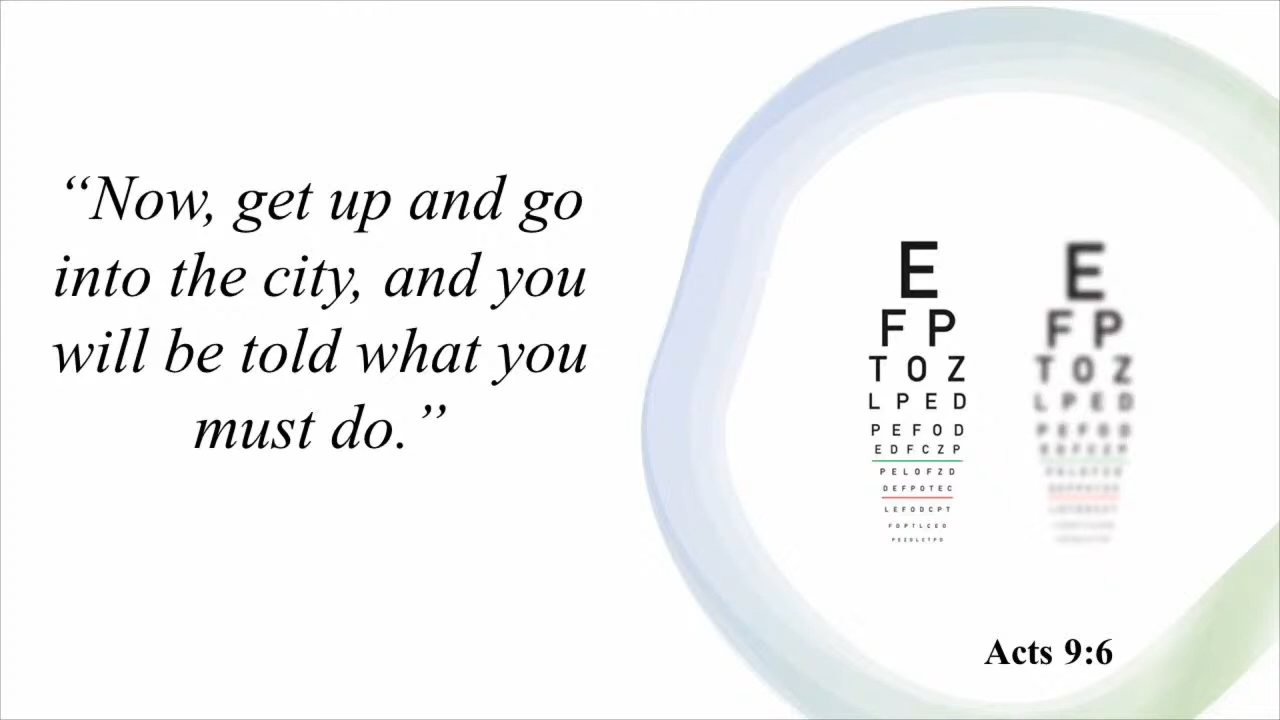 “Now, get up and go
into the city, and you
will be told what you
must do.”
E
F P
T O Z
L P E D
P E F O D
E D F C Z P
P E L O F Z D
D E F P O T E C
L E F O D C P T
F D P T L C E O
P E Z O L C T F D
E
F P
T O Z
L P E D
P E F O D
E D F C Z P
Acts 9:6